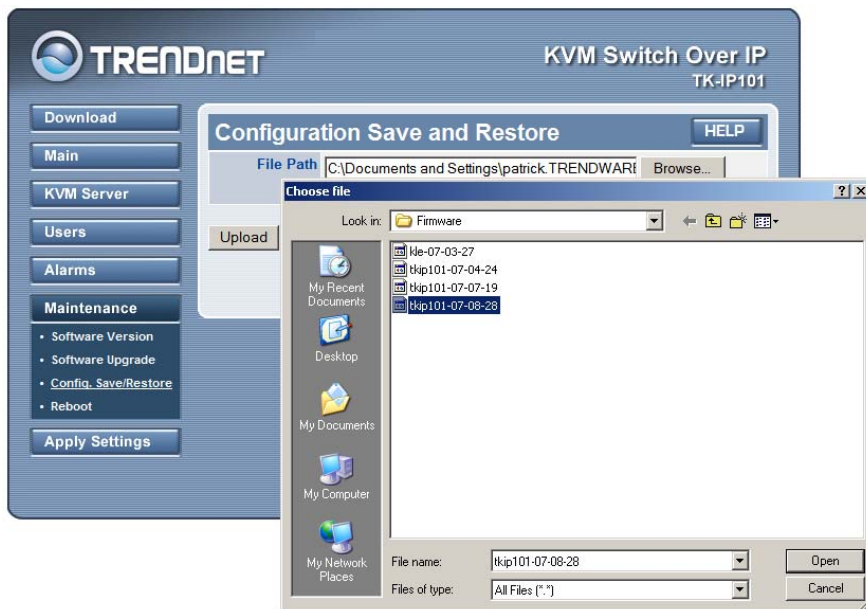 TRENDNET
KVM Switch Over IP
TK-IP101
Download
Main
KVM Server
Users
Alarms
Maintenance
• Software Version
• Software Upgrade
• Config. Save/Restore
• Reboot
Apply Settings
Configuration Save and Restore
HELP
File Path
C:\Documents and Settings\patrick.TRENDWARE
Browse...
Upload
Choose file
Look in:
Firmware
kle-07-03-27
tkip101-07-04-24
tkip101-07-07-19
tkip101-07-08-28
My Recent
Documents
Desktop
My Documents
My Computer
My Network
Places
File name:
tkip101-07-08-28
Open
Files of type:
All Files (*.*)
Cancel